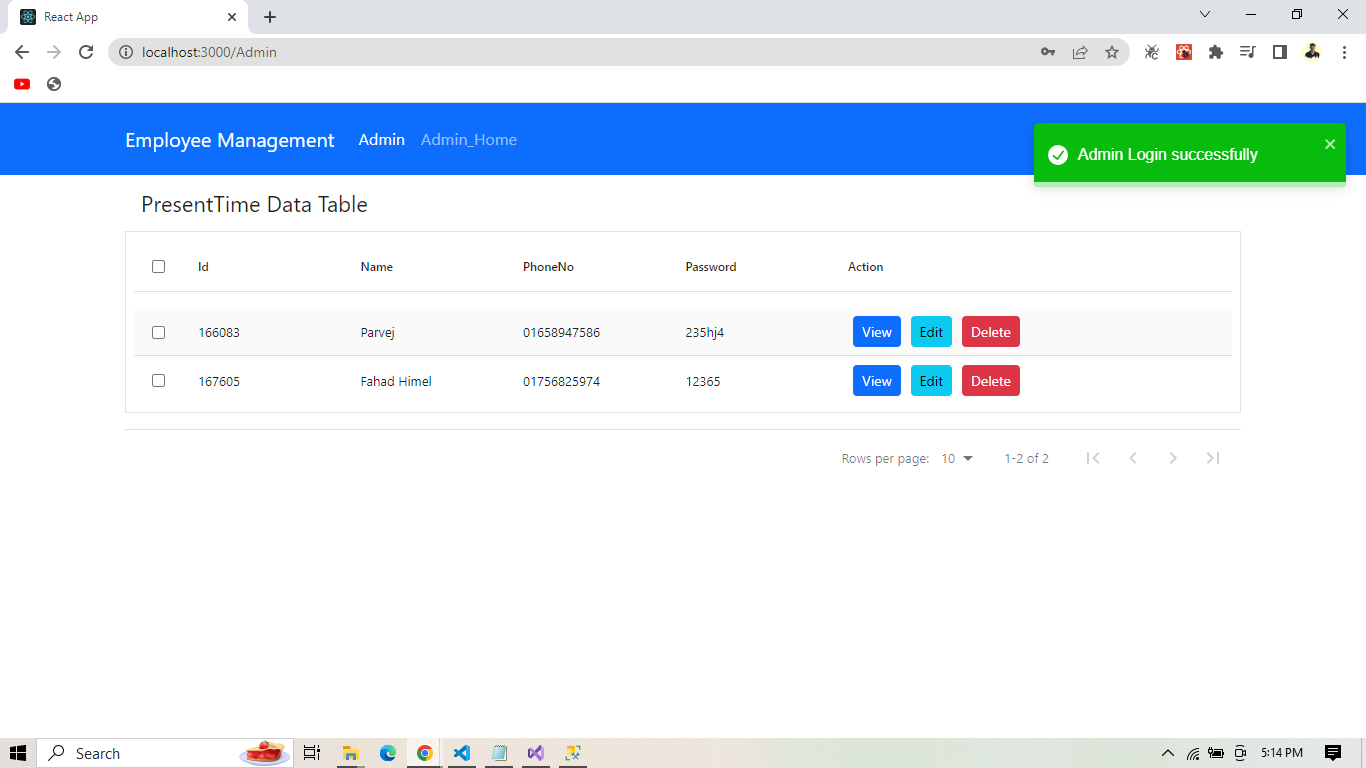 React App
localhost:3000/Admin
Employee Management Admin Admin_Home
Admin Login successfully
PresentTime Data Table
Id Name PhoneNo Password Action
166083 Parvej 01658947586 235hj4 View Edit Delete
167605 Fahad Himel 01756825974 12365 View Edit Delete
Rows per page: 10 1-2 of 2
Search 5:14 PM